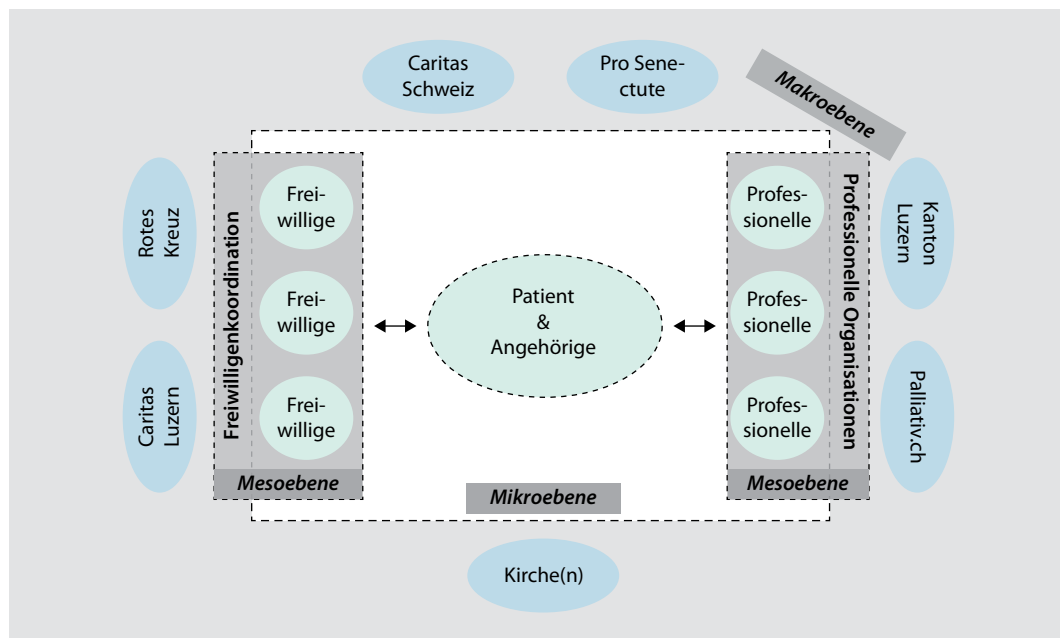 Caritas
Schweiz
Pro Sene-
ctute
Makroebene
Rotes
Kreuz
Caritas
Luzern
Freiwilligenkoordination
Frei-
willige
Frei-
willige
Frei-
willige
Mesoebene
Patient
&
Angehörige
Mikroebene
Profes-
sionelle
Profes-
sionelle
Profes-
sionelle
Professionelle Organisationen
Mesoebene
Kanton
Luzern
Palliativ.ch
Kirche(n)